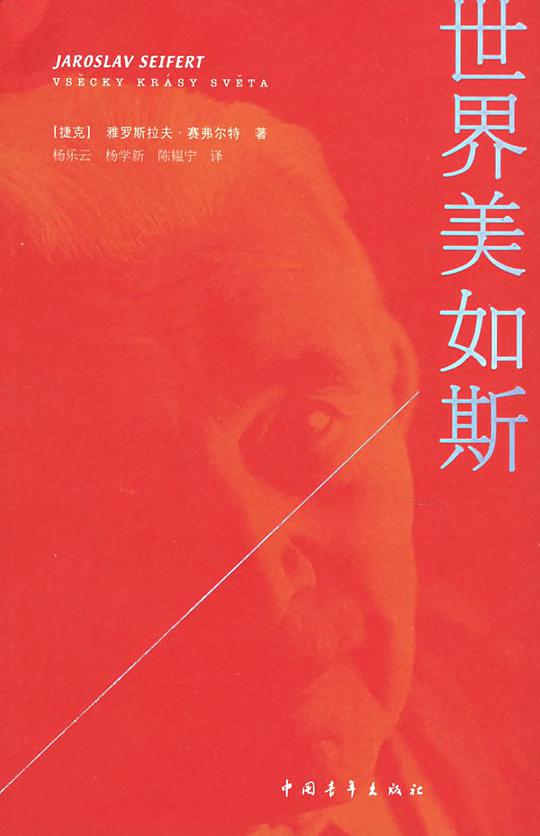 JAROSLAV SEIFERT
VSĚCKY KRÁSY SVĚTA
［捷克］ 雅罗斯拉夫·赛弗尔特 著
杨乐云 杨学新 陈韫宁 译
世界美如斯
中国青年出版社